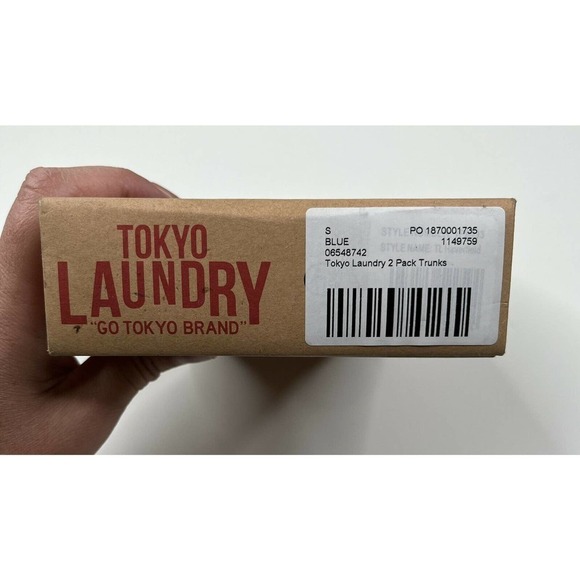 TOKYO
LAUNDRY
"GO TOKYO BRAND"
S PO 1870001735
BLUE 1149759
06548742
Tokyo Laundry 2 Pack Trunks